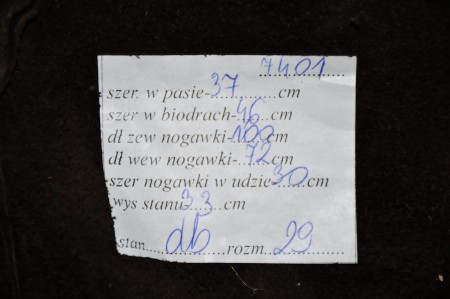 7401
szer. w pasie-37cm
szer w biodrach-46cm
dł zew nogawki-100cm
dł wew nogawki-72cm
szer nogawki w udzie 30cm
wys stanu 33cm
stan db rozm 29